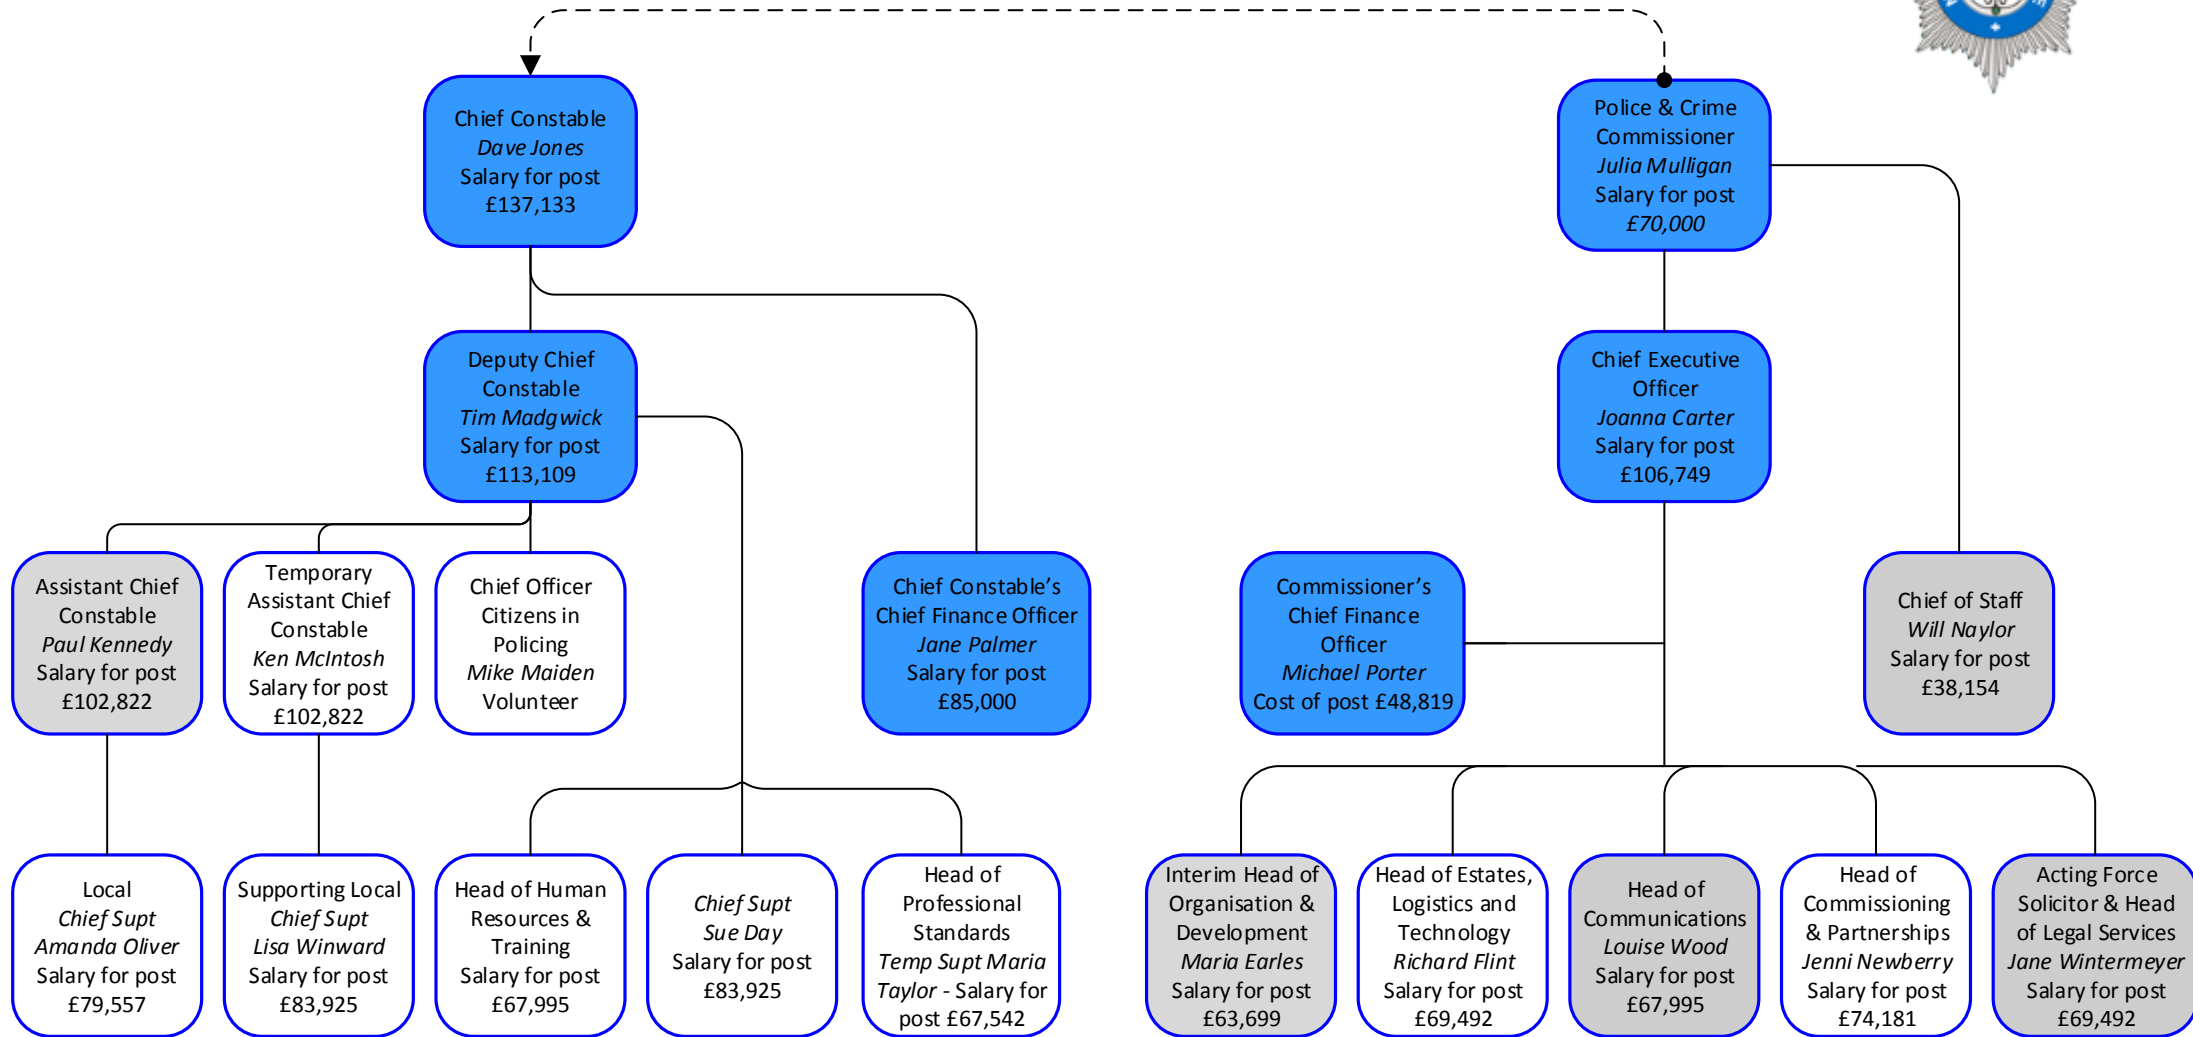 Chief Constable
Dave Jones
Salary for post
£137,133
Police & Crime
Commissioner
Julia Mulligan
Salary for post
£70,000
Deputy Chief
Constable
Tim Madgwick
Salary for post
£113,109
Chief Executive
Officer
Joanna Carter
Salary for post
£106,749
Assistant Chief
Constable
Paul Kennedy
Salary for post
£102,822
Temporary
Assistant Chief
Constable
Ken McIntosh
Salary for post
£102,822
Chief Officer
Citizens in
Policing
Mike Maiden
Volunteer
Chief Constable’s
Chief Finance Officer
Jane Palmer
Salary for post
£85,000
Commissioner’s
Chief Finance
Officer
Michael Porter
Cost of post £48,819
Chief of Staff
Will Naylor
Salary for post
£38,154
Local
Chief Supt
Amanda Oliver
Salary for post
£79,557
Supporting Local
Chief Supt
Lisa Winward
Salary for post
£83,925
Head of Human
Resources &
Training
Salary for post
£67,995
Chief Supt
Sue Day
Salary for post
£83,925
Head of
Professional
Standards
Temp Supt Maria
Taylor - Salary for
post £67,542
Interim Head of
Organisation &
Development
Maria Earles
Salary for post
£63,699
Head of Estates,
Logistics and
Technology
Richard Flint
Salary for post
£69,492
Head of
Communications
Louise Wood
Salary for post
£67,995
Head of
Commissioning
& Partnerships
Jenni Newberry
Salary for post
£74,181
Acting Force
Solicitor & Head
of Legal Services
Jane Wintermeyer
Salary for post
£69,492